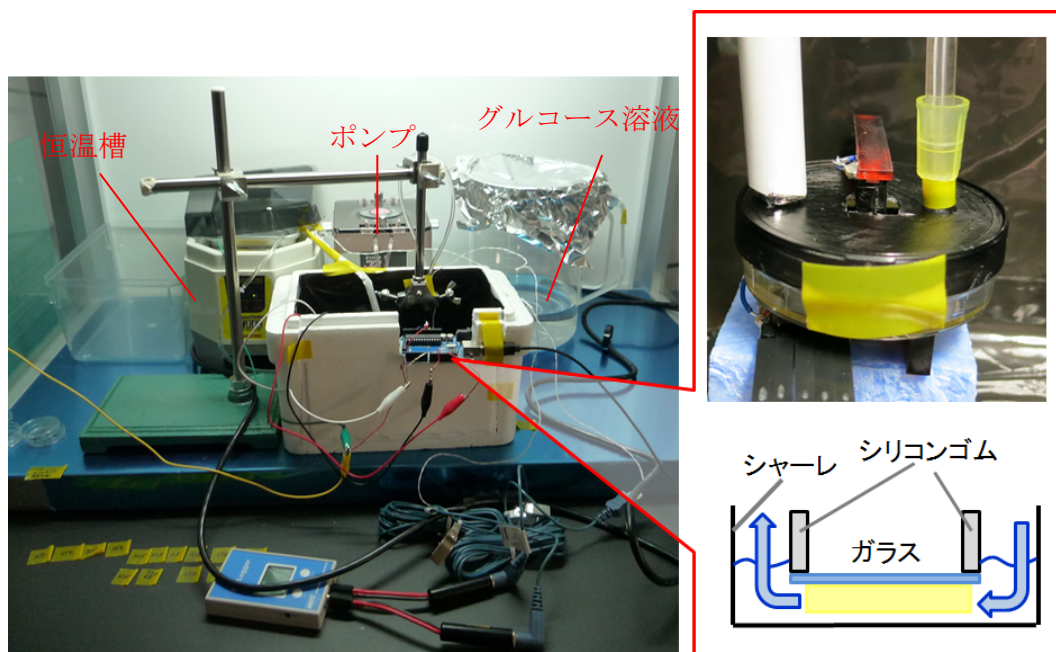 恒温槽
ポンプ
グルコース溶液
シャーレ
シリコンゴム
ガラス